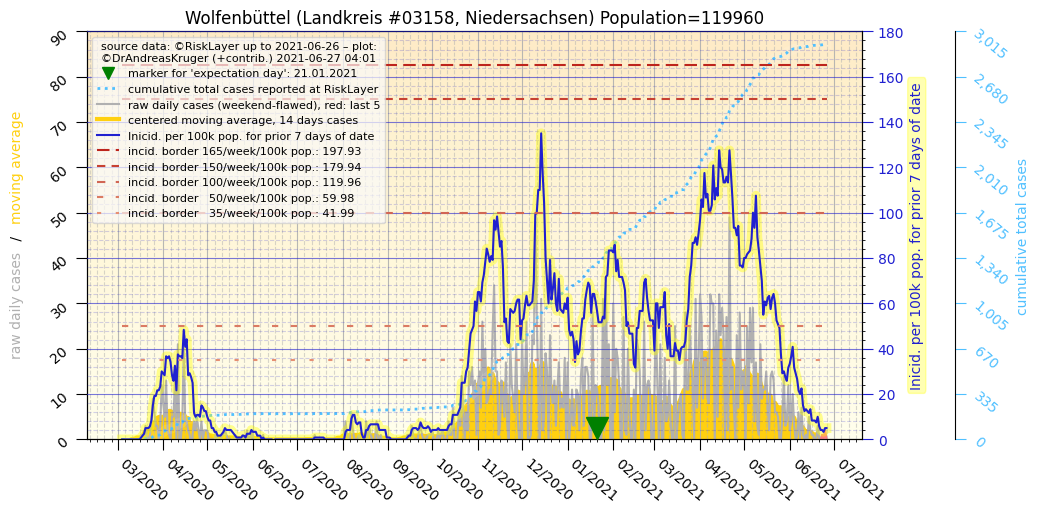 Wolfenbüttel (Landkreis #03158, Niedersachsen) Population=119960
source data: ©RiskLayer up to 2021-06-26 – plot:
©DrAndreasKruger (+contrib.) 2021-06-27 04:01
marker for 'expectation day': 21.01.2021
cumulative total cases reported at RiskLayer
raw daily cases (weekend-flawed), red: last 5
centered moving average, 14 days cases
Inicid. per 100k pop. for prior 7 days of date
incid. border 165/week/100k pop.: 197.93
incid. border 150/week/100k pop.: 179.94
incid. border 100/week/100k pop.: 119.96
incid. border 50/week/100k pop.: 59.98
incid. border 35/week/100k pop.: 41.99
raw daily cases / moving average
90
80
70
60
50
40
30
20
10
0
03/2020
04/2020
05/2020
06/2020
07/2020
08/2020
09/2020
10/2020
11/2020
12/2020
01/2021
02/2021
03/2021
04/2021
05/2021
06/2021
07/2021
180
160
140
120
100
80
60
40
20
0
Inicid. per 100k pop. for prior 7 days of date
3,015
2,680
2,345
2,010
1,675
1,340
1,005
670
335
0
cumulative total cases